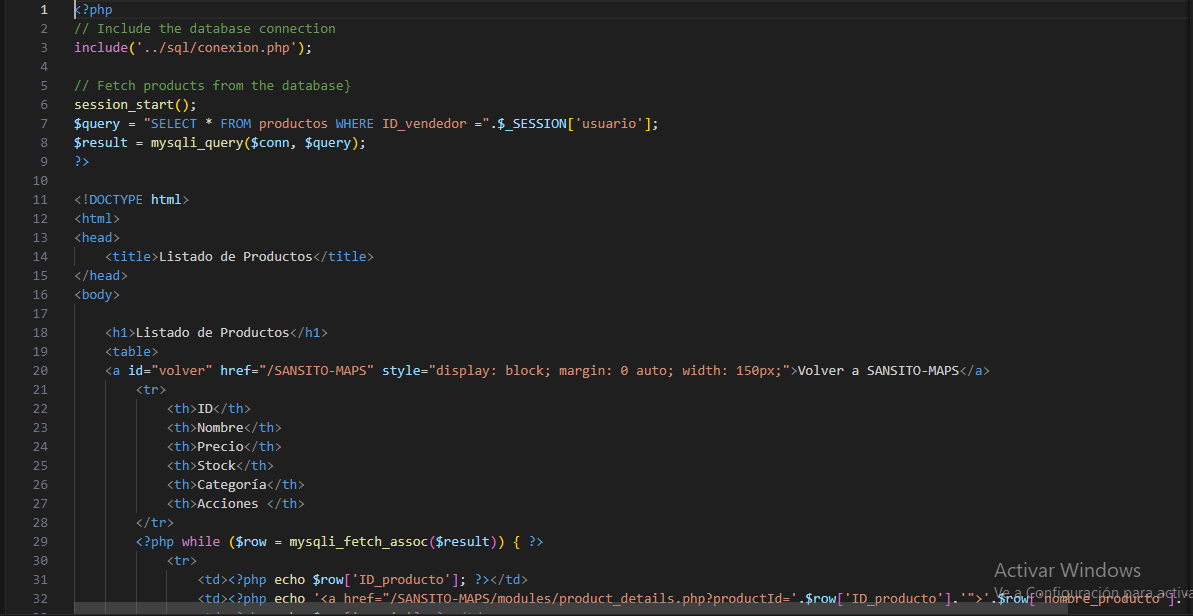 1 <?php
2 // Include the database connection
3 include('../sql/conexion.php');
4
5 // Fetch products from the database}
6 session_start();
7 $query = "SELECT * FROM productos WHERE ID_vendedor =".$_SESSION['usuario'];
8 $result = mysqli_query($conn, $query);
9 ?>
10
11 <!DOCTYPE html>
12 <html>
13 <head>
14 <title>Listado de Productos</title>
15 </head>
16 <body>
17
18 <h1>Listado de Productos</h1>
19 <table>
20 <a id="volver" href="/SANSITO-MAPS" style="display: block; margin: 0 auto; width: 150px;">Volver a SANSITO-MAPS</a>
21 <tr>
22 <th>ID</th>
23 <th>Nombre</th>
24 <th>Precio</th>
25 <th>Stock</th>
26 <th>Categoría</th>
27 <th>Acciones </th>
28 </tr>
29 <?php while ($row = mysqli_fetch_assoc($result)) { ?>
30 <tr>
31 <td><?php echo $row['ID_producto']; ?></td>
32 <td><?php echo '<a href="/SANSITO-MAPS/modules/product_details.php?productId='.$row['ID_producto'].'">'.$row['nombre_producto'].
Activar Windows
Ve a Configuración para activa